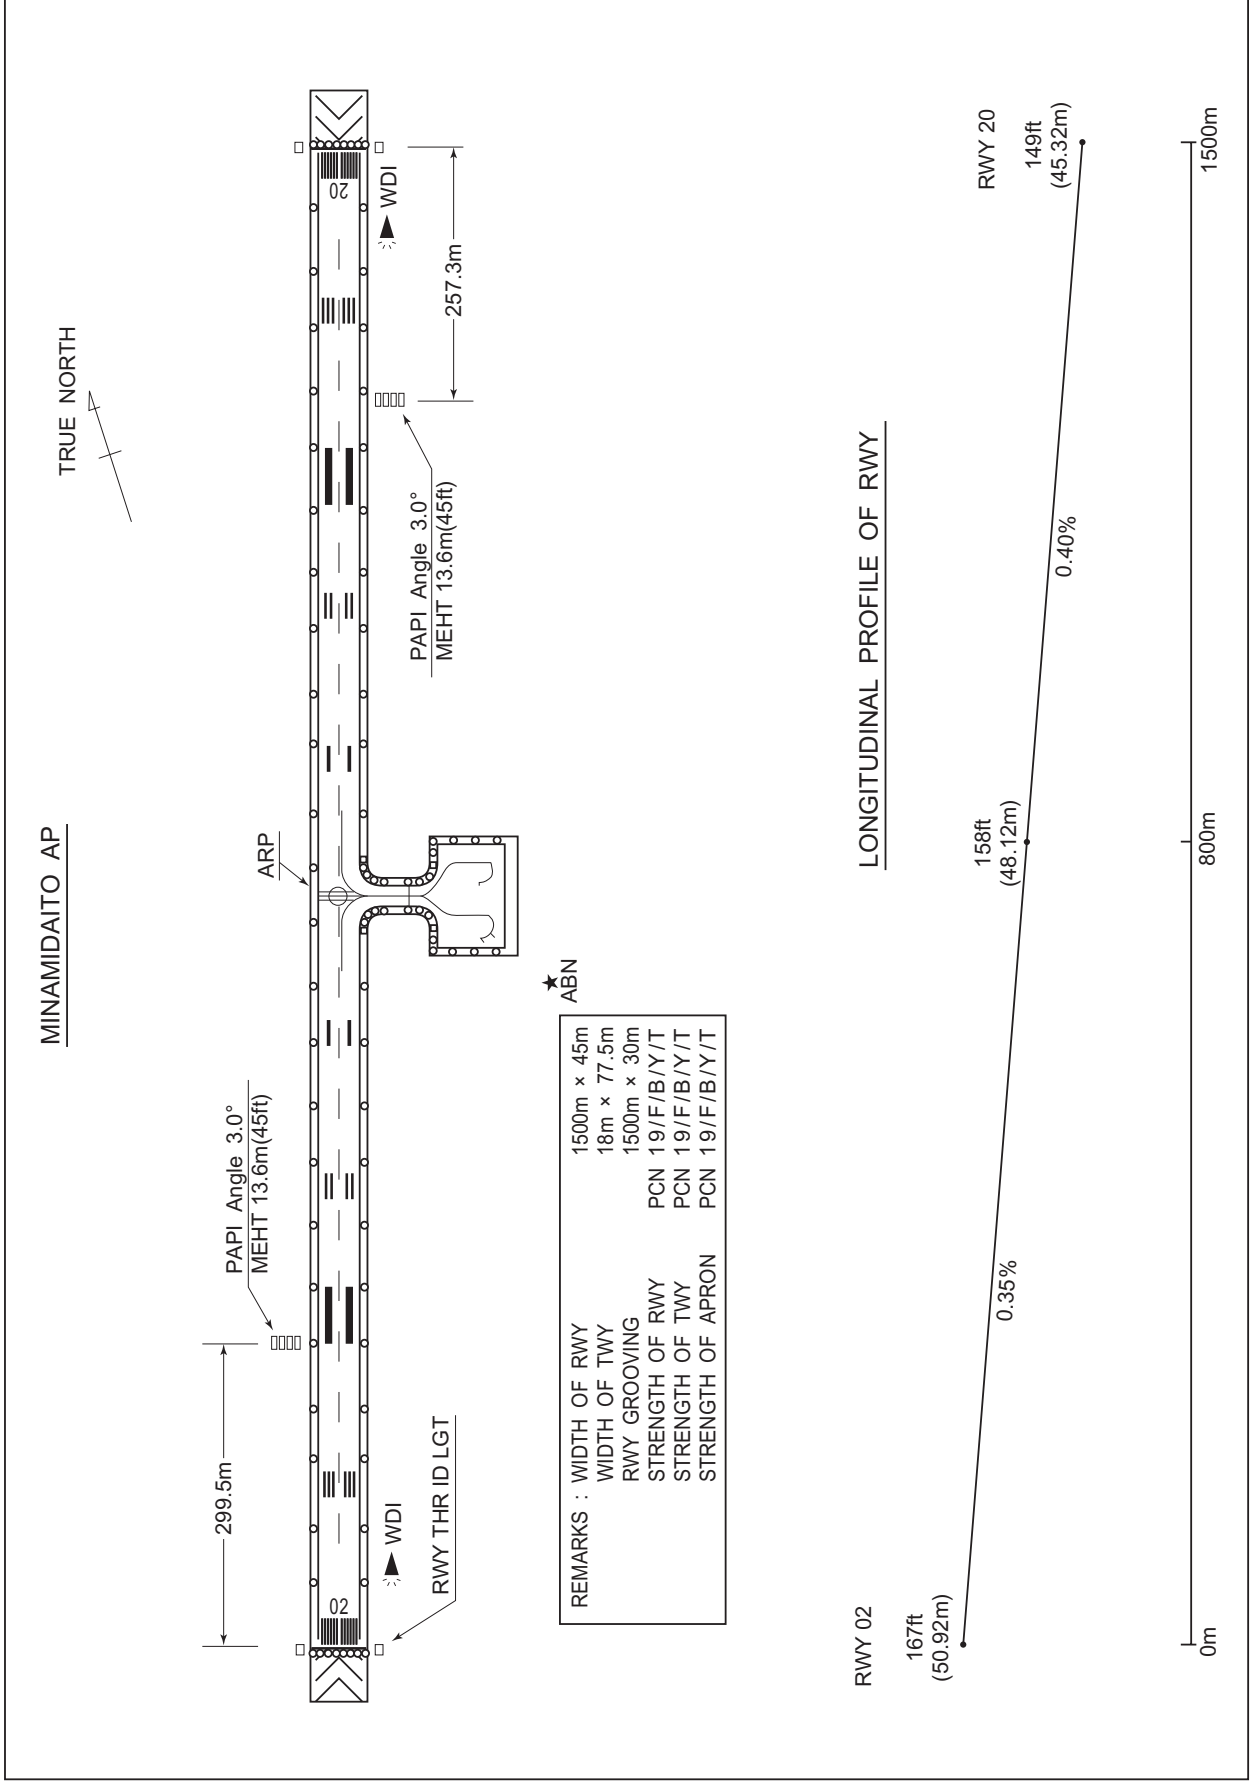 MINAMIDAITO AP
TRUE NORTH
PAPI Angle 3.0°
MEHT 13.6m(45ft)
299.5m
ARP
02
20
WDI
WDI
RWY THR ID LGT
257.3m
PAPI Angle 3.0°
MEHT 13.6m(45ft)
ABN
REMARKS : WIDTH OF RWY 1500m × 45m
WIDTH OF TWY 18m × 77.5m
RWY GROOVING 1500m × 30m
STRENGTH OF RWY PCN 19/F/B/Y/T
STRENGTH OF TWY PCN 19/F/B/Y/T
STRENGTH OF APRON PCN 19/F/B/Y/T
LONGITUDINAL PROFILE OF RWY
RWY 02
167ft
(50.92m)
0.35%
158ft
(48.12m)
0.40%
RWY 20
149ft
(45.32m)
0m
800m
1500m